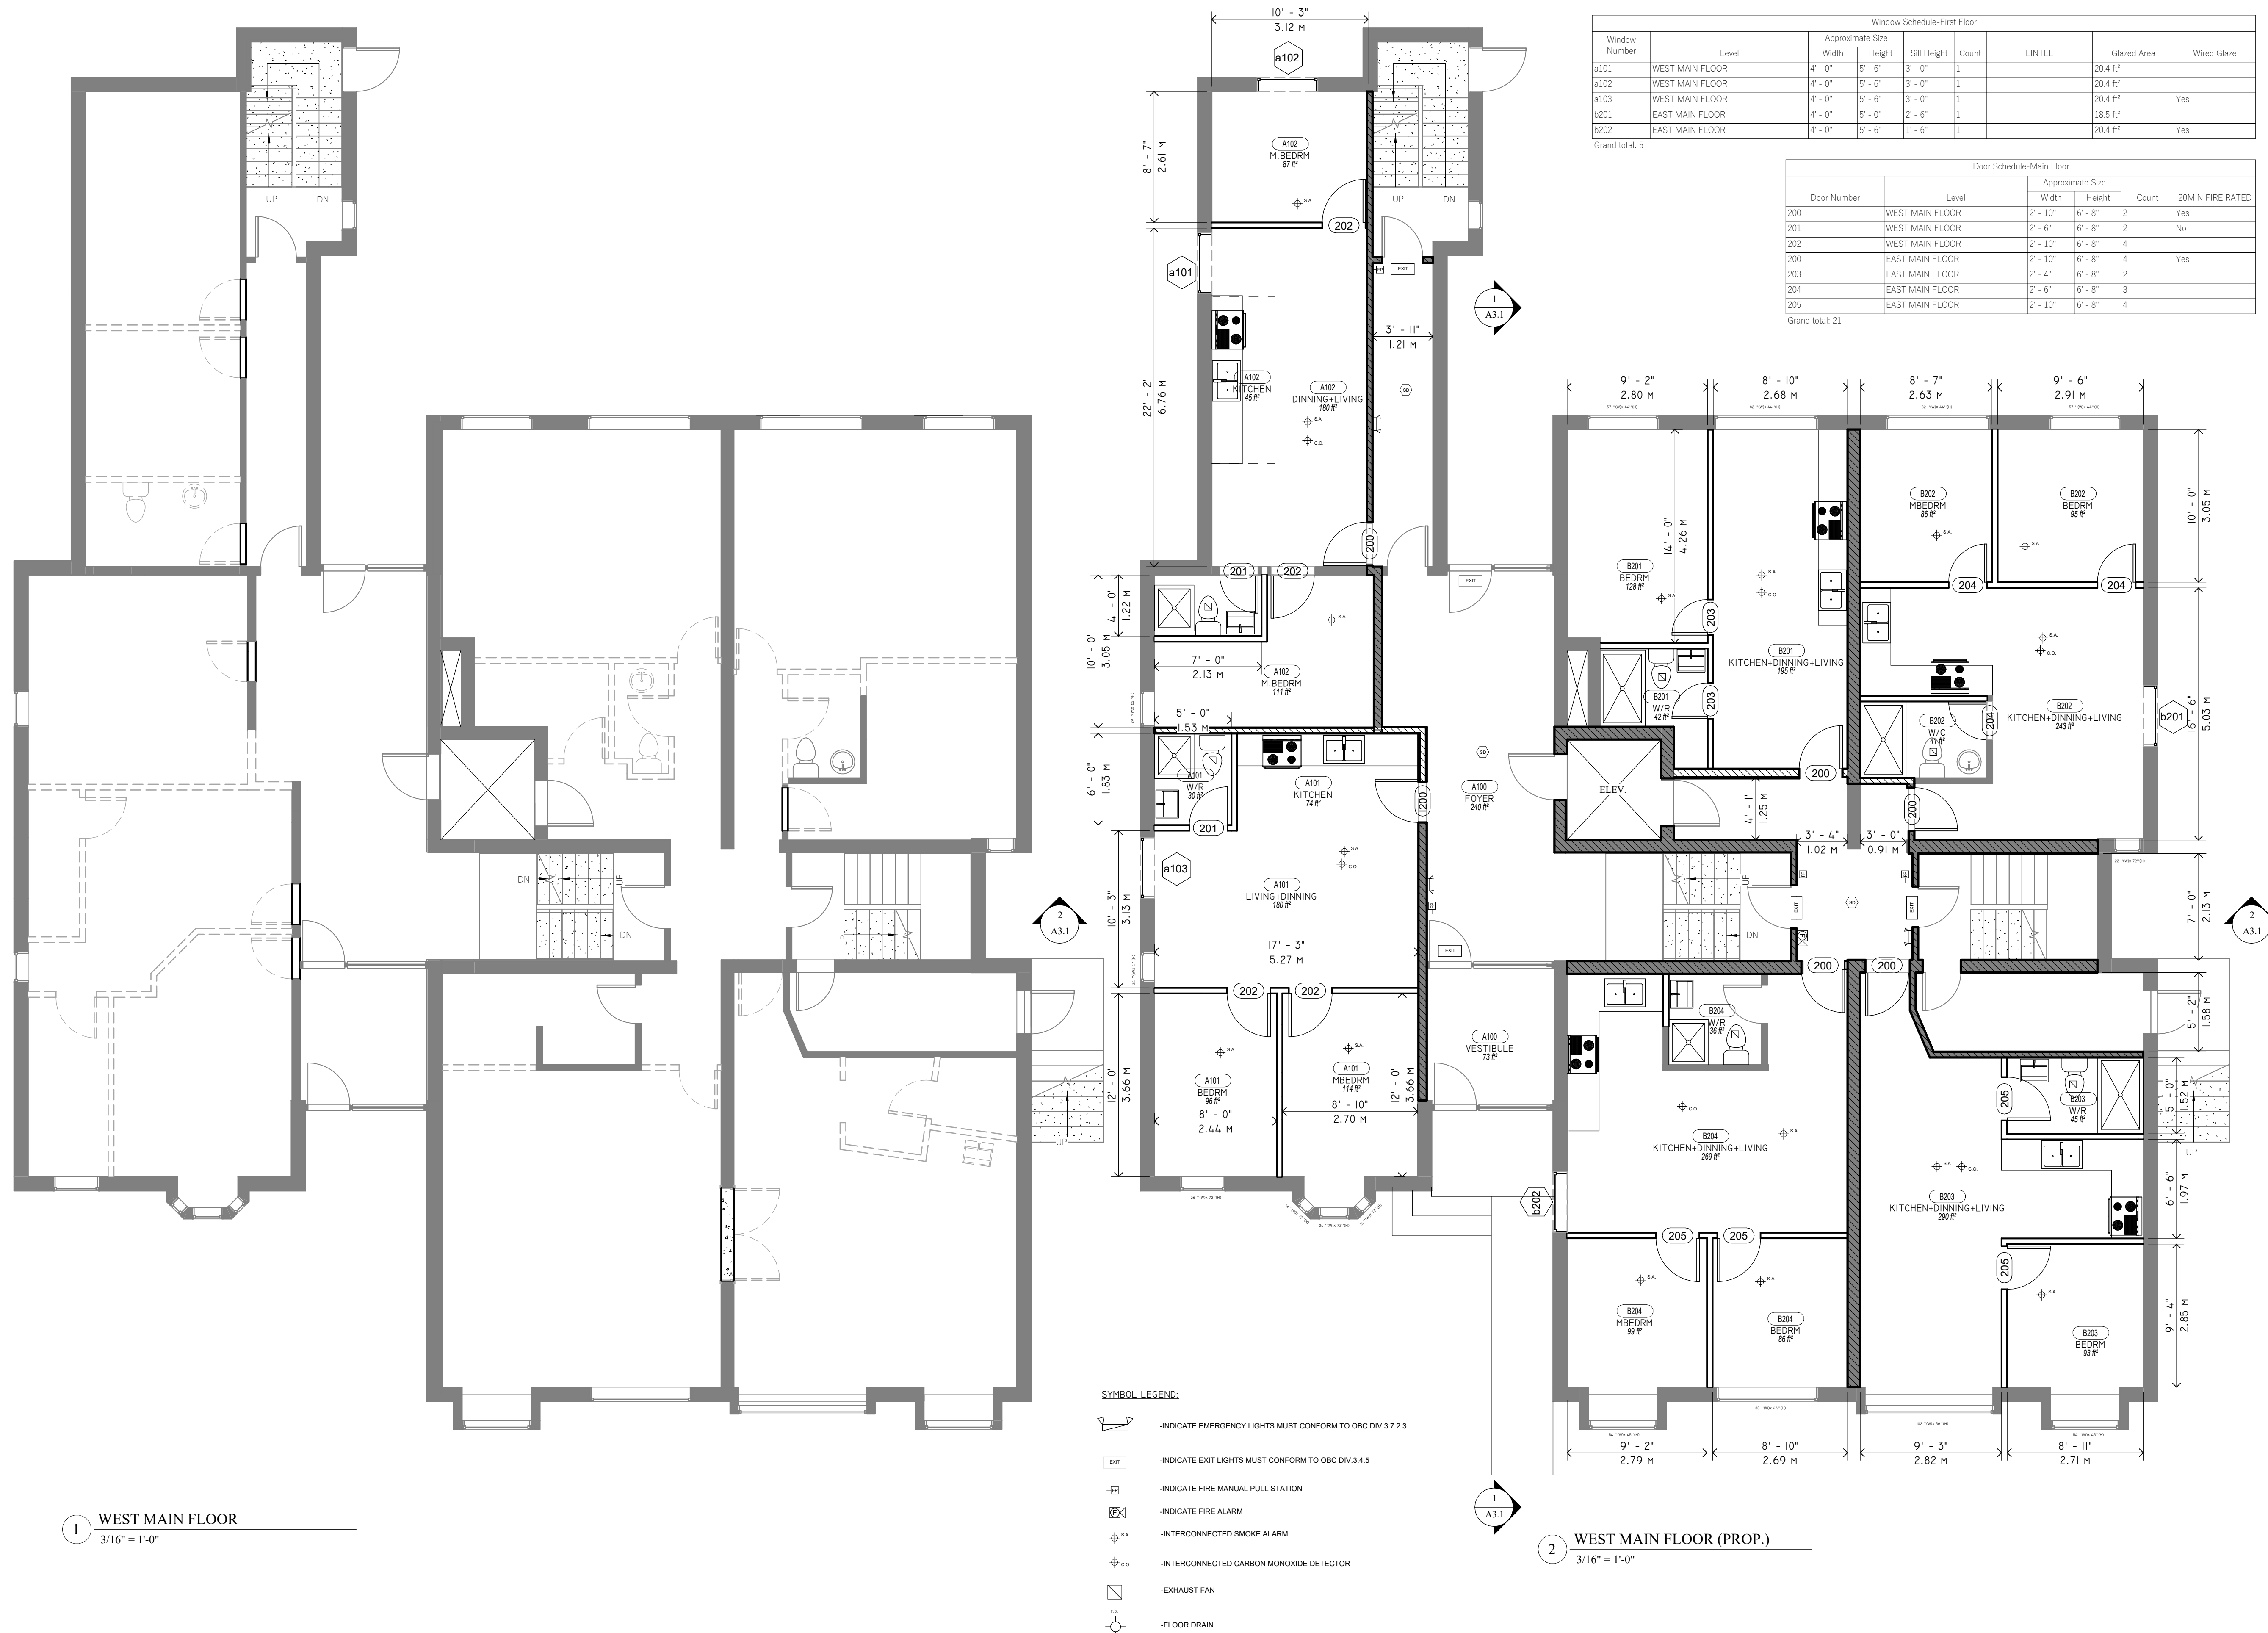 UP
DN
DN
UP
DN
UP
UP
1
WEST MAIN FLOOR
3/16" = 1'-0"
Window Schedule-First Floor
Window Number Level Approximate Size Width Height Sill Height Count LINTEL Glazed Area Wired Glaze
a101 WEST MAIN FLOOR 4' - 0" 5' - 6" 3' - 0" 1 20.4 ft²
a102 WEST MAIN FLOOR 4' - 0" 5' - 6" 3' - 0" 1 20.4 ft²
a103 WEST MAIN FLOOR 4' - 0" 5' - 6" 3' - 0" 1 20.4 ft² Yes
b201 EAST MAIN FLOOR 4' - 0" 5' - 0" 2' - 6" 1 18.5 ft²
b202 EAST MAIN FLOOR 4' - 0" 5' - 6" 1' - 6" 1 20.4 ft² Yes
Grand total: 5
Door Schedule-Main Floor
Door Number Level Approximate Size Width Height Count 20MIN FIRE RATED
200 WEST MAIN FLOOR 2' - 10" 6' - 8" 2 Yes
201 WEST MAIN FLOOR 2' - 6" 6' - 8" 2 No
202 WEST MAIN FLOOR 2' - 10" 6' - 8" 4
200 EAST MAIN FLOOR 2' - 10" 6' - 8" 4 Yes
203 EAST MAIN FLOOR 2' - 4" 6' - 8" 2
204 EAST MAIN FLOOR 2' - 6" 6' - 8" 3
205 EAST MAIN FLOOR 2' - 10" 6' - 8" 4
Grand total: 21
10' - 3"
3.12 M
a102
8' - 7"
2.61 M
A102
M.BEDRM
87 ft²
S.A.
UP
DN
202
a101
EXIT
FP
1
A3.1
3' - 11"
1.21 M
22' - 2"
6.76 M
A102
KITCHEN
45 ft²
A102
DINNING+LIVING
180 ft²
S.A.
C.O.
SD
200
201
202
EXIT
4' - 0"
1.22 M
10' - 0"
3.05 M
S.A.
7' - 0"
2.13 M
A102
M.BEDRM
111 ft²
5' - 0"
1.53 M
6' - 0"
1.83 M
A101
W/R
30 ft²
A101
KITCHEN
74 ft²
200
SD
A100
FOYER
240 ft²
201
a103
S.A.
C.O.
A101
LIVING+DINNING
180 ft²
10' - 3"
3.13 M
FP
2
A3.1
EXIT
17' - 3"
5.27 M
202
202
12' - 0"
3.66 M
S.A.
S.A.
A101
BEDRM
96 ft²
A101
MBEDRM
114 ft²
12' - 0"
3.66 M
8' - 0"
2.44 M
8' - 10"
2.70 M
A100
VESTIBULE
73 ft²
9' - 2"
2.80 M
8' - 10"
2.68 M
8' - 7"
2.63 M
9' - 6"
2.91 M
14' - 0"
4.26 M
B201
BEDRM
128 ft²
S.A.
S.A.
C.O.
203
B201
KITCHEN+DINNING+LIVING
195 ft²
B201
W/R
42 ft²
203
200
B202
MBEDRM
86 ft²
S.A.
B202
BEDRM
95 ft²
S.A.
204
204
10' - 0"
3.05 M
S.A.
C.O.
B202
KITCHEN+DINNING+LIVING
243 ft²
B202
W/C
41 ft²
204
b201
16' - 6"
5.03 M
200
ELEV.
4' - 1"
1.25 M
3' - 4"
1.02 M
3' - 0"
0.91 M
UP
DN
FP
FP
SD
EXIT
EXIT
F
7' - 0"
2.13 M
2
A3.1
200
200
B204
W/R
36 ft²
C.O.
S.A.
B204
KITCHEN+DINNING+LIVING
269 ft²
b202
205
205
S.A.
S.A.
B204
MBEDRM
99 ft²
B204
BEDRM
86 ft²
5' - 2"
1.58 M
205
B203
W/R
45 ft²
5' - 0"
1.52 M
UP
S.A.
C.O.
B203
KITCHEN+DINNING+LIVING
290 ft²
6' - 6"
1.97 M
205
S.A.
B203
BEDRM
93 ft²
9' - 4"
2.85 M
9' - 2"
2.79 M
8' - 10"
2.69 M
9' - 3"
2.82 M
8' - 11"
2.71 M
1
A3.1
SYMBOL LEGEND:
-INDICATE EMERGENCY LIGHTS MUST CONFORM TO OBC DIV.3.7.2.3
EXIT -INDICATE EXIT LIGHTS MUST CONFORM TO OBC DIV.3.4.5
FP -INDICATE FIRE MANUAL PULL STATION
F -INDICATE FIRE ALARM
S.A. -INTERCONNECTED SMOKE ALARM
C.O. -INTERCONNECTED CARBON MONOXIDE DETECTOR
-EXHAUST FAN
F.D. -FLOOR DRAIN
2
WEST MAIN FLOOR (PROP.)
3/16" = 1'-0"